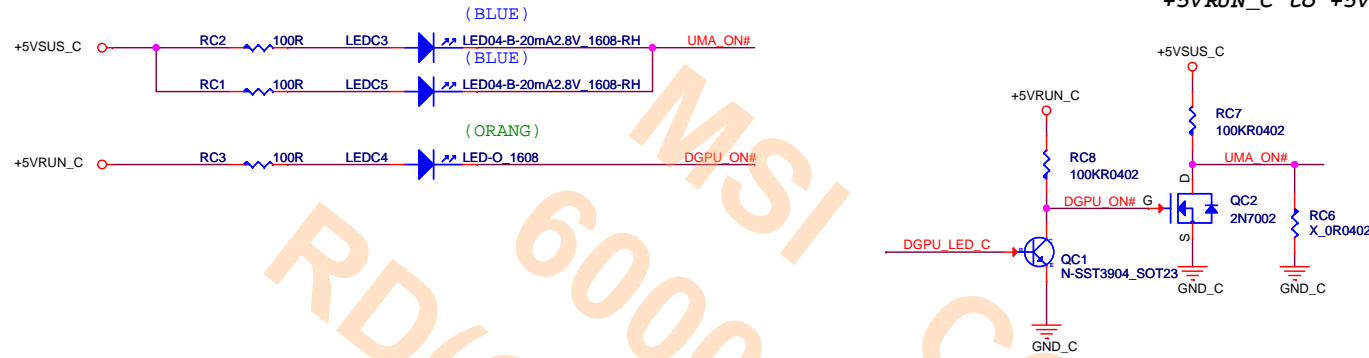 +5VRUN_C to +5V
(BLUE)
+5VSUS_C
RC2
100R
LEDC3
LED04-B-20mA2.8V_1608-RH
UMA_ON#
(BLUE)
RC1
100R
LEDC5
LED04-B-20mA2.8V_1608-RH
(ORANG)
+5VRUN_C
RC3
100R
LEDC4
LED-O_1608
DGPU_ON#
+5VSUS_C
+5VRUN_C
RC7
100KR0402
RC8
100KR0402
UMA_ON#
D
DGPU_ON#
G
QC2
2N7002
S
RC6
X_0R0402
DGPU_LED_C
B
E
QC1
N-SST3904_SOT23
GND_C
GND_C
GND_C
MSI
6000